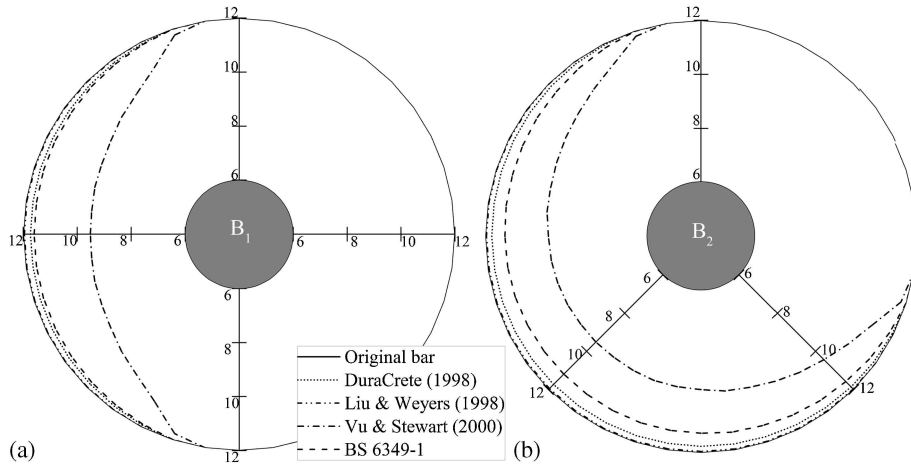 12
10
8
6
12 10 8 6
B1
6 8 10 12
6
8
10
12
(a)
12
10
8
6
B2
6
8
10
12
6
8
10
12
(b)
Original bar
DuraCrete (1998)
Liu & Weyers (1998)
Vu & Stewart (2000)
BS 6349-1